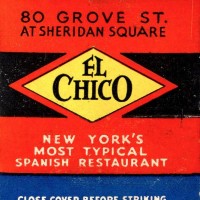 80 GROVE ST.
AT SHERIDAN SQUARE
EL
CHICO
NEW YORK'S
MOST TYPICAL
SPANISH RESTAURANT
CLOSE COVER BEFORE STRIKING